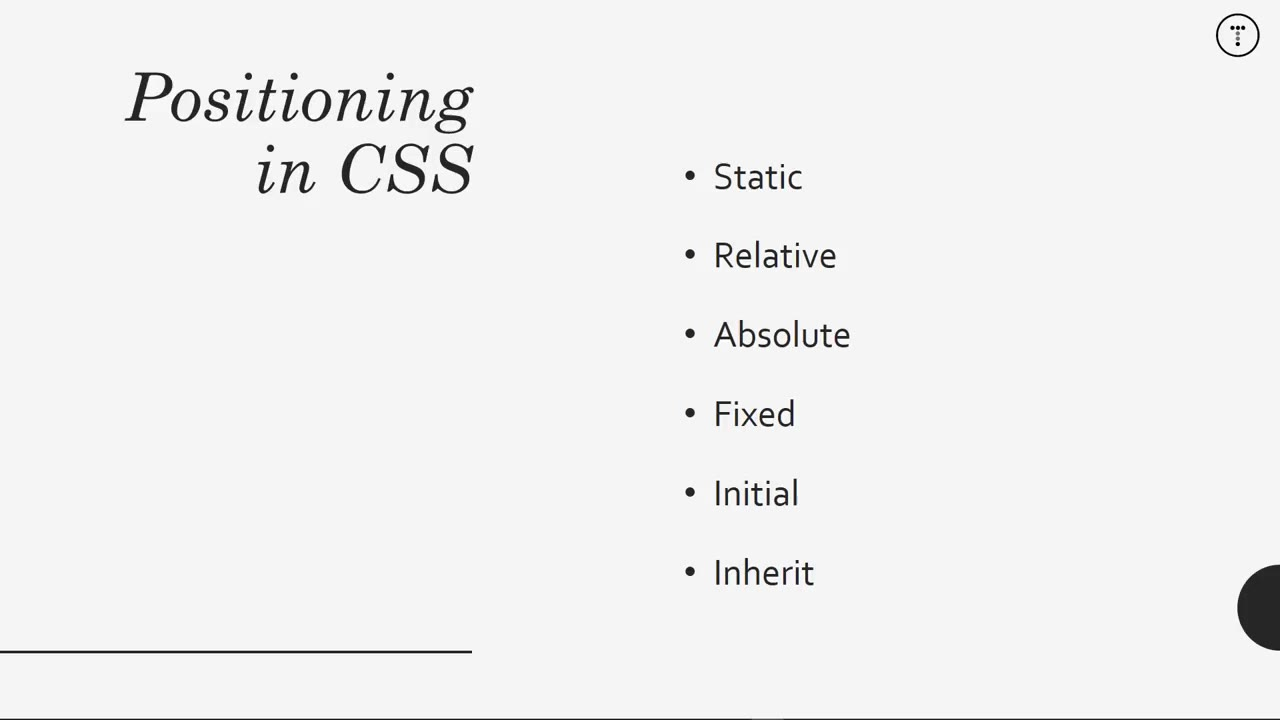 Positioning
in CSS
• Static
• Relative
• Absolute
• Fixed
• Initial
• Inherit